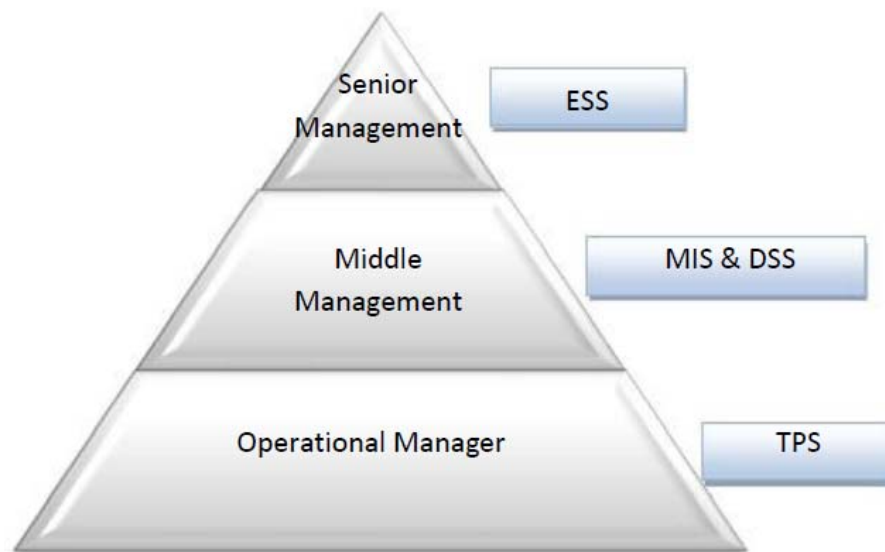 Senior
Management
ESS
Middle
Management
MIS & DSS
Operational Manager
TPS